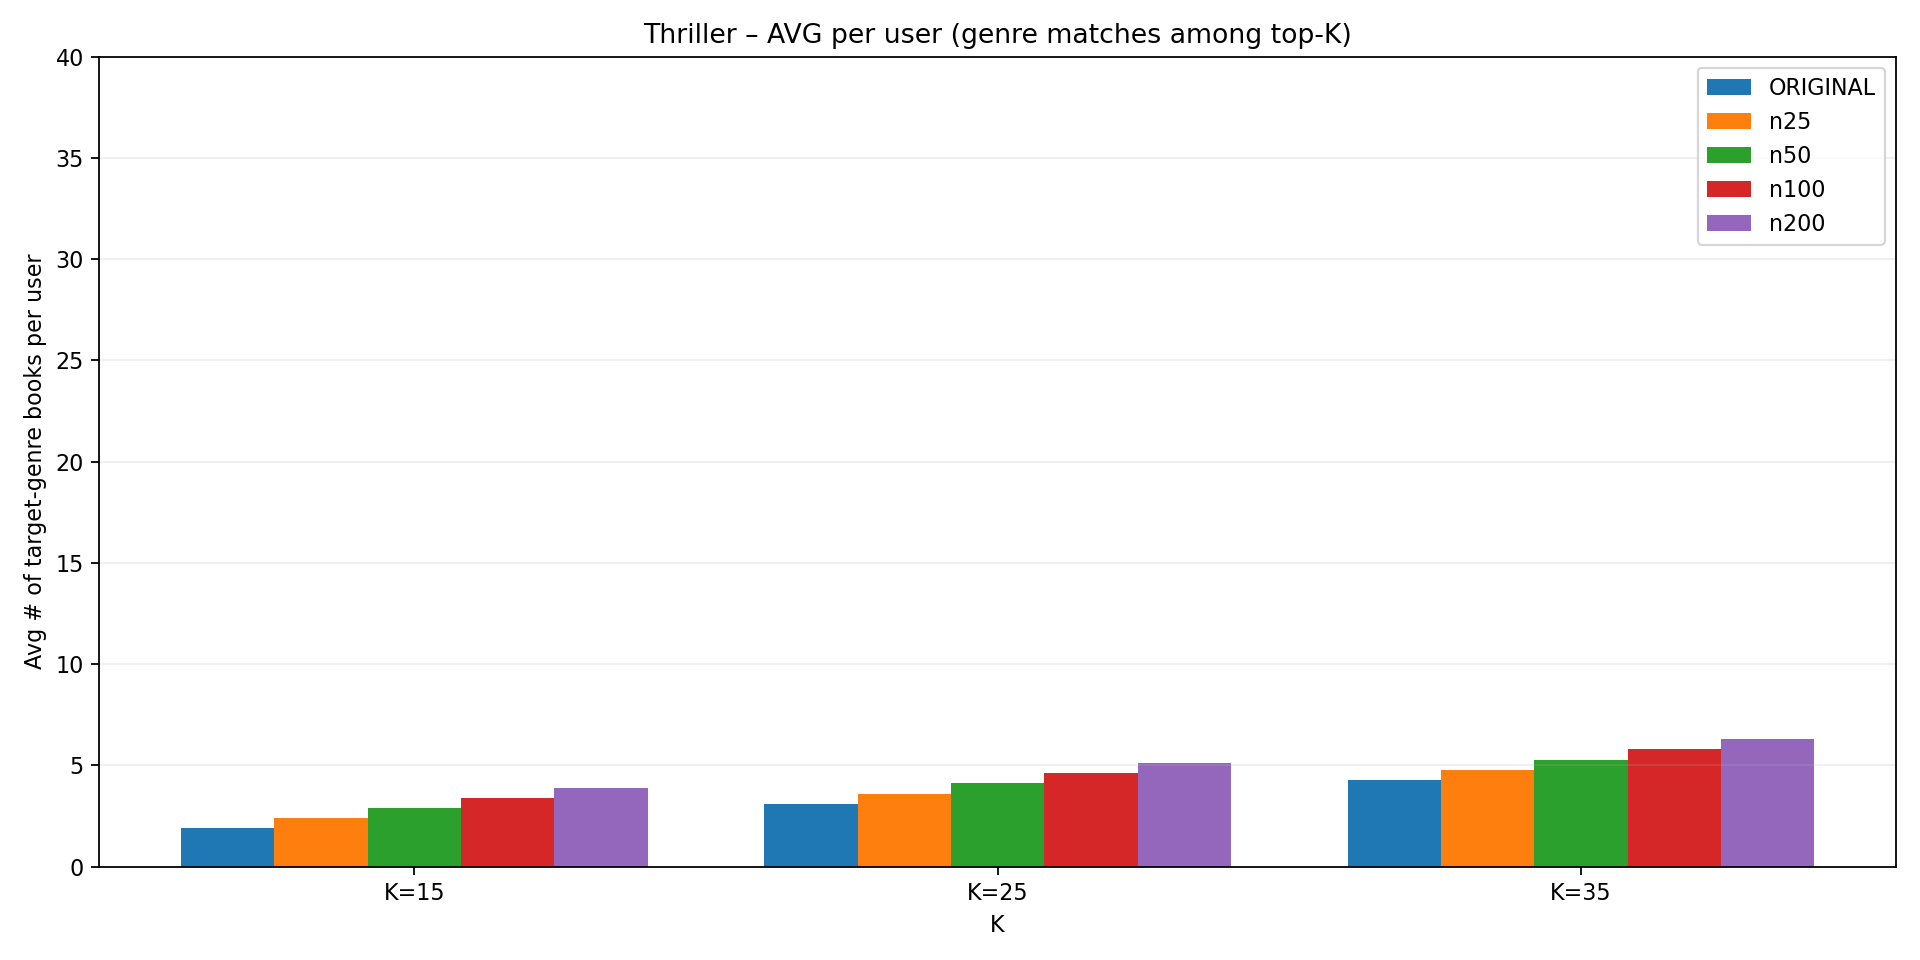 Thriller – AVG per user (genre matches among top-K)
ORIGINAL
n25
n50
n100
n200
Avg # of target-genre books per user
40
35
30
25
20
15
10
5
0
K=15
K=25
K=35
K